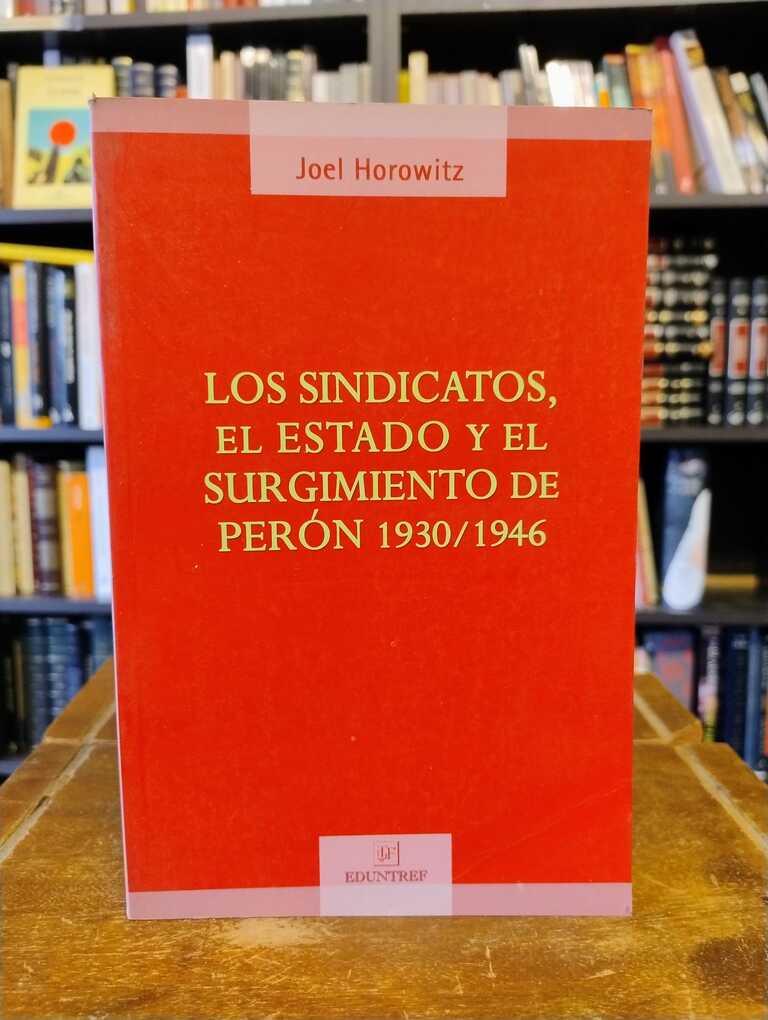 Joel Horowitz
LOS SINDICATOS,
EL ESTADO Y EL
SURGIMIENTO DE
PERÓN 1930/1946
EDUNTREF